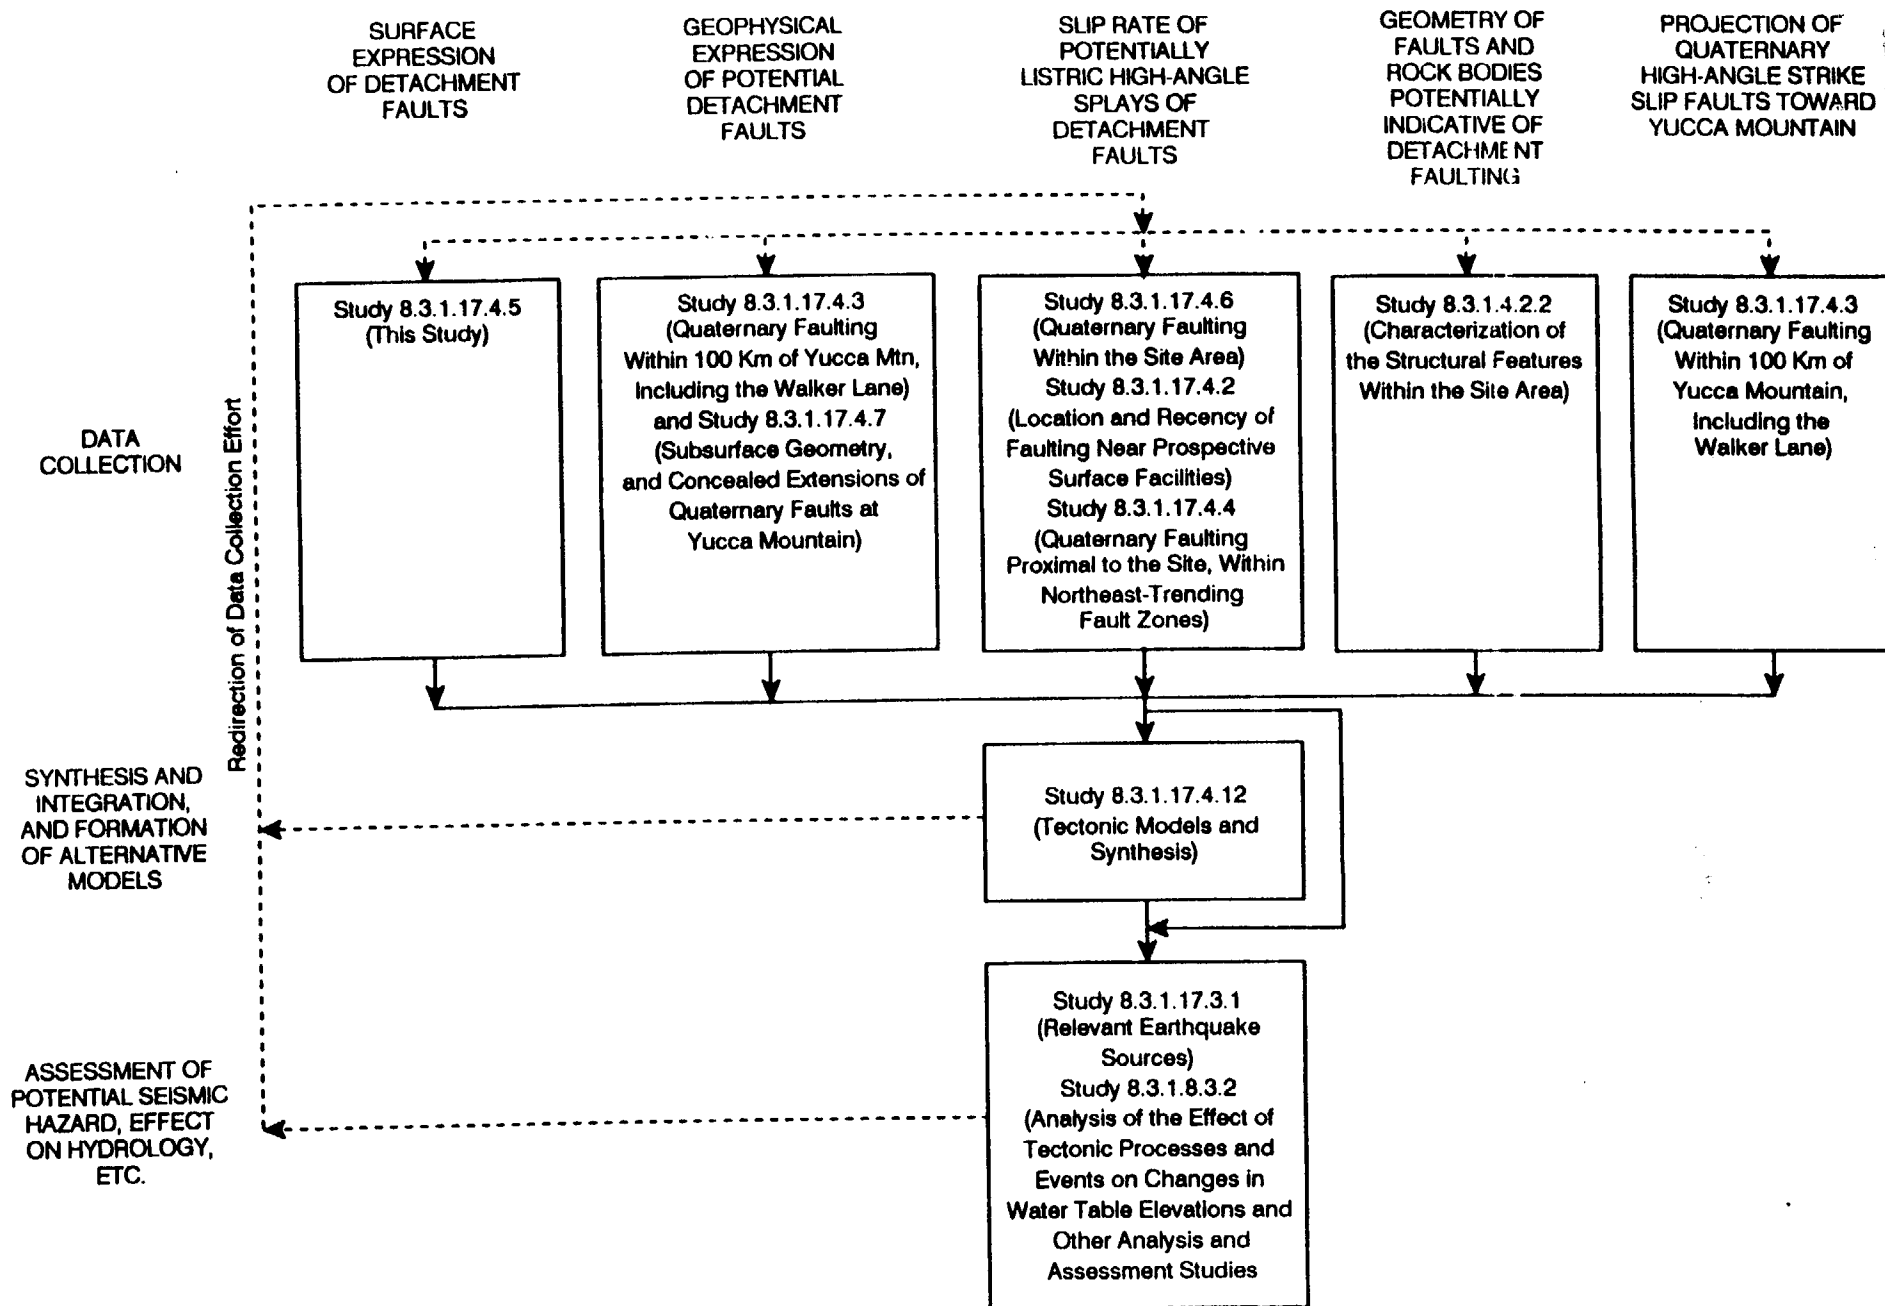 SURFACE
EXPRESSION
OF DETACHMENT
FAULTS
GEOPHYSICAL
EXPRESSION
OF POTENTIAL
DETACHMENT
FAULTS
SLIP RATE OF
POTENTIALLY
LISTRIC HIGH-ANGLE
SPLAYS OF
DETACHMENT
FAULTS
GEOMETRY OF
FAULTS AND
ROCK BODIES
POTENTIALLY
INDICATIVE OF
DETACHMENT
FAULTING
PROJECTION OF
QUATERNARY
HIGH-ANGLE STRIKE
SLIP FAULTS TOWARD
YUCCA MOUNTAIN
DATA
COLLECTION
Redirection of Data Collection Effort
Study 8.3.1.17.4.5
(This Study)
Study 8.3.1.17.4.3
(Quaternary Faulting
Within 100 Km of Yucca Mtn,
Including the Walker Lane)
and Study 8.3.1.17.4.7
(Subsurface Geometry,
and Concealed Extensions of
Quaternary Faults at
Yucca Mountain)
Study 8.3.1.17.4.6
(Quaternary Faulting
Within the Site Area)
Study 8.3.1.17.4.2
(Location and Recency of
Faulting Near Prospective
Surface Facilities)
Study 8.3.1.17.4.4
(Quaternary Faulting
Proximal to the Site, Within
Northeast-Trending
Fault Zones)
Study 8.3.1.4.2.2
(Characterization of
the Structural Features
Within the Site Area)
Study 8.3.1.17.4.3
(Quaternary Faulting
Within 100 Km of
Yucca Mountain,
Including the
Walker Lane)
SYNTHESIS AND
INTEGRATION,
AND FORMATION
OF ALTERNATIVE
MODELS
Study 8.3.1.17.4.12
(Tectonic Models and
Synthesis)
ASSESSMENT OF
POTENTIAL SEISMIC
HAZARD, EFFECT
ON HYDROLOGY,
ETC.
Study 8.3.1.17.3.1
(Relevant Earthquake
Sources)
Study 8.3.1.8.3.2
(Analysis of the Effect of
Tectonic Processes and
Events on Changes in
Water Table Elevations and
Other Analysis and
Assessment Studies